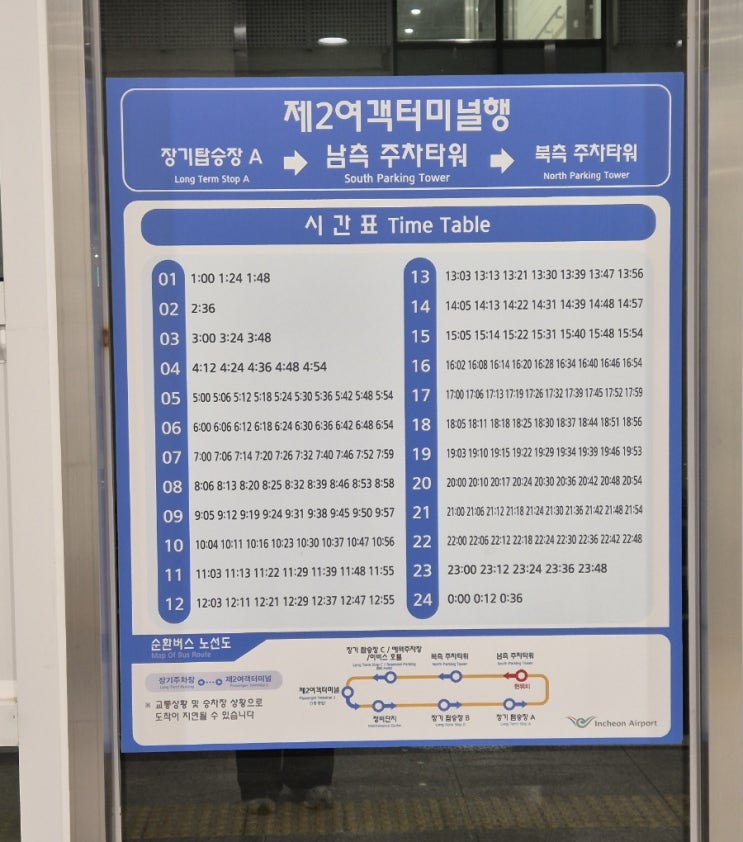 제2여객터미널행
장기탑승장 A
Long Term Stop A
남측 주차타워
South Parking Tower
북측 주차타워
North Parking Tower
시 간 표 Time Table
01 1:00 1:24 1:48
02 2:36
03 3:00 3:24 3:48
04 4:12 4:24 4:36 4:48 4:54
05 5:00 5:06 5:12 5:18 5:24 5:30 5:36 5:42 5:48 5:54
06 6:00 6:06 6:12 6:18 6:24 6:30 6:36 6:42 6:48 6:54
07 7:00 7:06 7:14 7:20 7:26 7:32 7:40 7:46 7:52 7:59
08 8:06 8:13 8:20 8:25 8:32 8:39 8:46 8:53 8:58
09 9:05 9:12 9:19 9:24 9:31 9:38 9:45 9:50 9:57
10 10:04 10:11 10:16 10:23 10:30 10:37 10:47 10:56
11 11:03 11:13 11:22 11:29 11:39 11:48 11:55
12 12:03 12:11 12:21 12:29 12:37 12:47 12:55
13 13:03 13:13 13:21 13:30 13:39 13:47 13:56
14 14:05 14:13 14:22 14:31 14:39 14:48 14:57
15 15:05 15:14 15:22 15:31 15:40 15:48 15:54
16 16:02 16:08 16:14 16:20 16:28 16:34 16:40 16:46 16:54
17 17:00 17:06 17:13 17:19 17:26 17:32 17:39 17:45 17:52 17:59
18 18:05 18:11 18:18 18:25 18:30 18:37 18:44 18:51 18:56
19 19:03 19:10 19:15 19:22 19:29 19:34 19:39 19:46 19:53
20 20:00 20:10 20:17 20:24 20:30 20:36 20:42 20:48 20:54
21 21:00 21:06 21:12 21:18 21:24 21:30 21:36 21:42 21:48 21:54
22 22:00 22:06 22:12 22:18 22:24 22:30 22:36 22:42 22:48
23 23:00 23:12 23:24 23:36 23:48
24 0:00 0:12 0:36
순환버스 노선도
Map Of Bus Route
장기주차장
Long Term Parking
제2여객터미널
Passenger Terminal 2
※ 교통상황 및 승차장 상황으로
도착이 지연될 수 있습니다
장기 탑승장 C / 예비주차장
북측 주차타워
North Parking Tower
남측 주차타워
South Parking Tower
현위치
제2여객터미널
Passenger Terminal 2
정비단지
장기 탑승장 B
장기 탑승장 A
Long Term Stop A
Incheon Airport